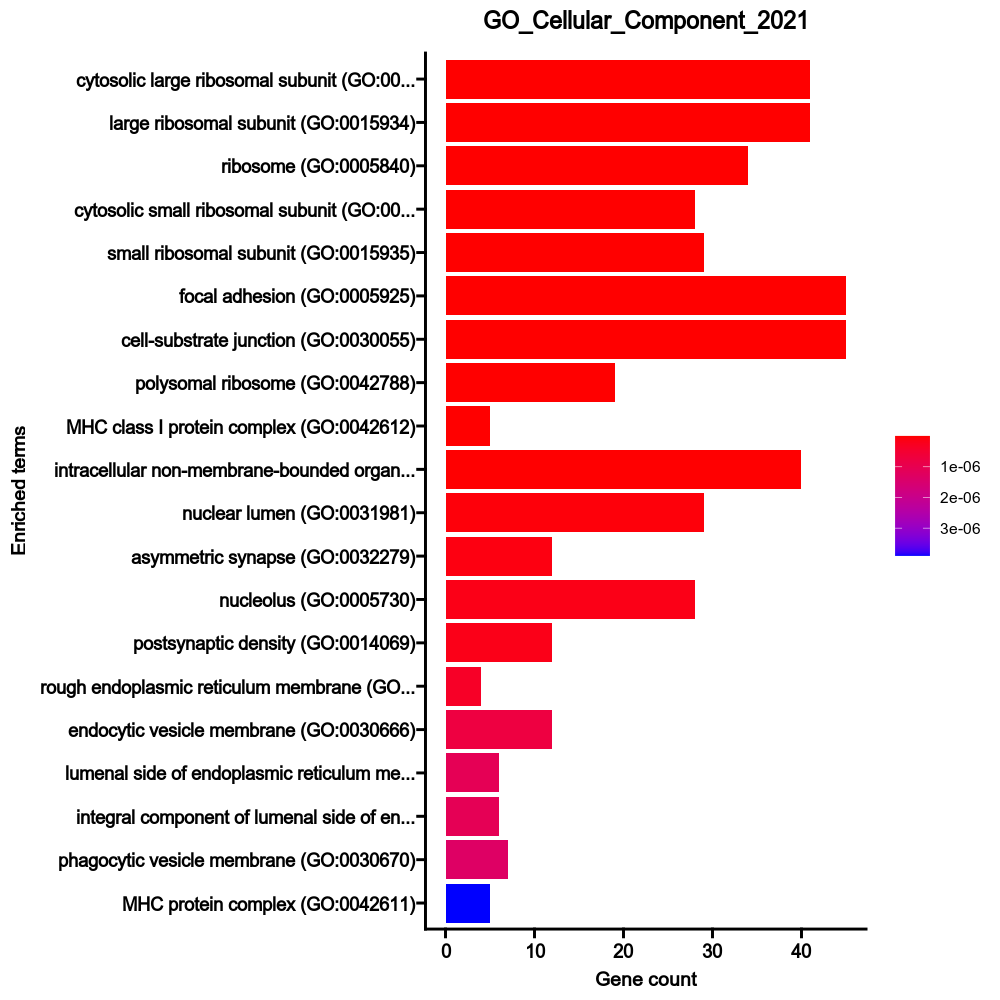 GO_Cellular_Component_2021
cytosolic large ribosomal subunit (GO:00...
large ribosomal subunit (GO:0015934)
ribosome (GO:0005840)
cytosolic small ribosomal subunit (GO:00...
small ribosomal subunit (GO:0015935)
focal adhesion (GO:0005925)
cell-substrate junction (GO:0030055)
polysomal ribosome (GO:0042788)
MHC class I protein complex (GO:0042612)
intracellular non-membrane-bounded organ...
nuclear lumen (GO:0031981)
asymmetric synapse (GO:0032279)
nucleolus (GO:0005730)
postsynaptic density (GO:0014069)
rough endoplasmic reticulum membrane (GO...
endocytic vesicle membrane (GO:0030666)
lumenal side of endoplasmic reticulum me...
integral component of lumenal side of en...
phagocytic vesicle membrane (GO:0030670)
MHC protein complex (GO:0042611)
Enriched terms
0 10 20 30 40
Gene count
1e-06
2e-06
3e-06